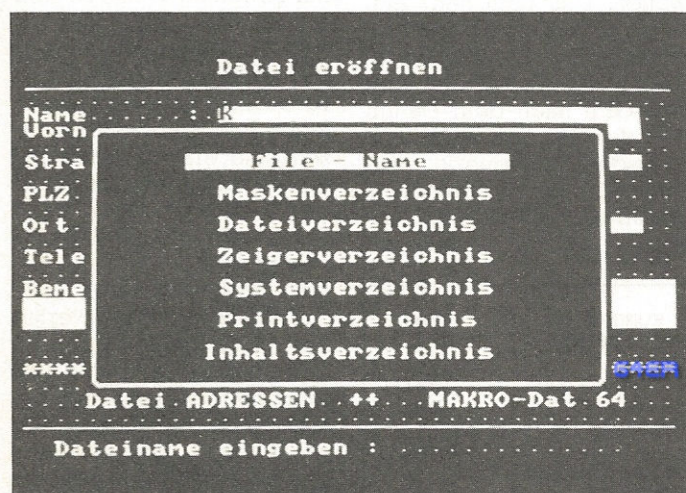 Datei eröffnen
Name : K
Vorn
File - Name
Stra
Maskenverzeichnis
PLZ
Dateiverzeichnis
Ort
Zeigerverzeichnis
Tele
Systemverzeichnis
Beme
Printverzeichnis
Inhaltsverzeichnis
****
Datei ADRESSEN ++ MAKRO-Dat 64
Dateiname eingeben :